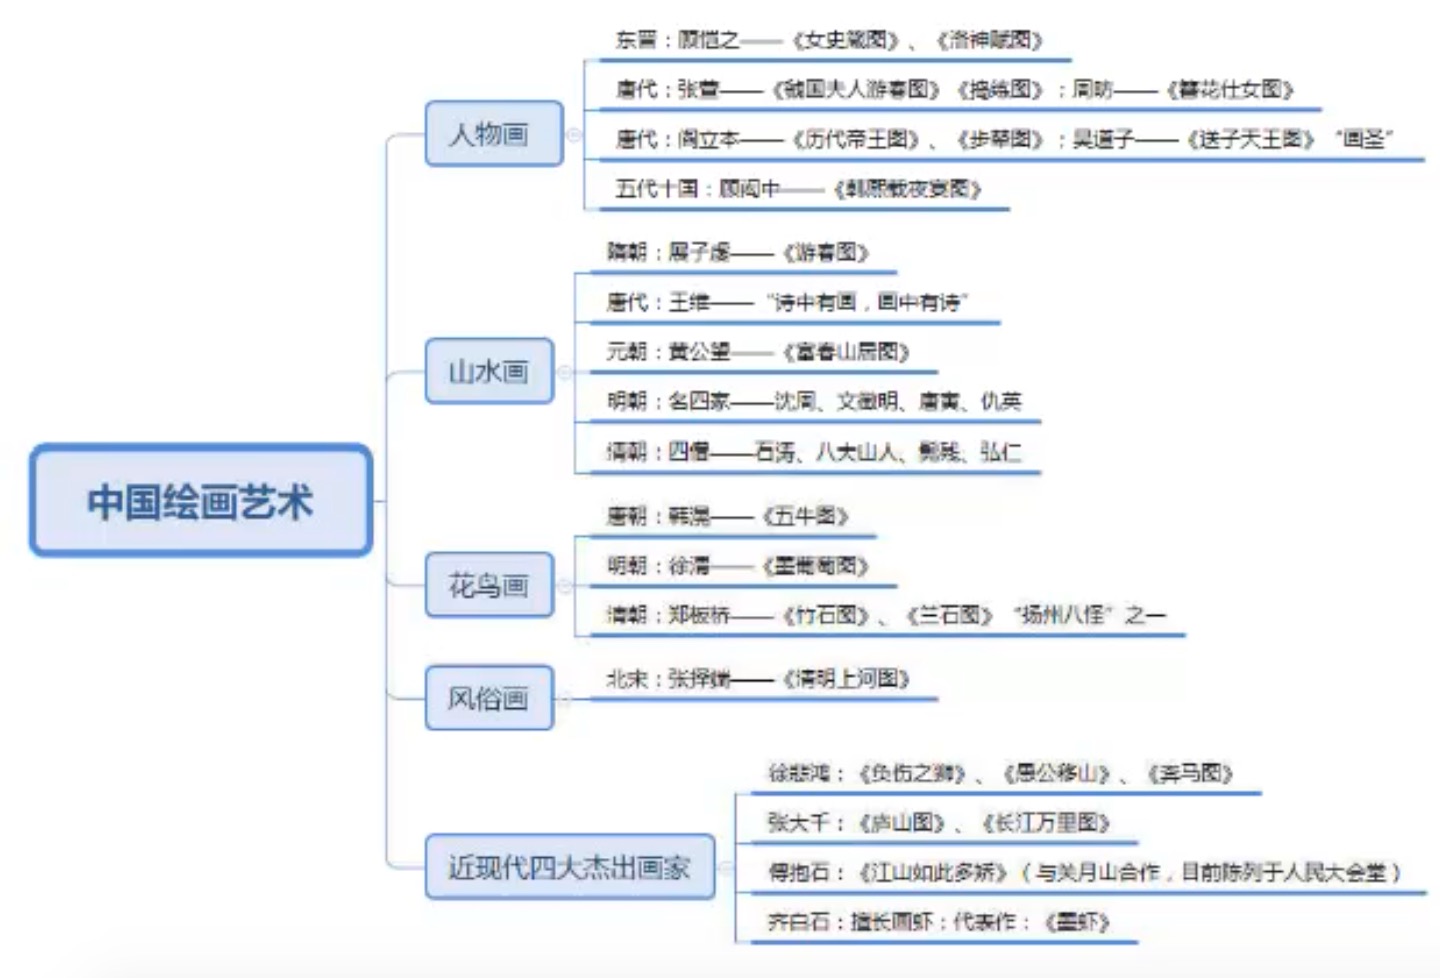 中国绘画艺术
人物画
东晋：顾恺之——《女史箴图》、《洛神赋图》
唐代：张萱——《虢国夫人游春图》《捣练图》；周昉——《簪花仕女图》
唐代：阎立本——《历代帝王图》、《步辇图》；吴道子——《送子天王图》“画圣”
五代十国：顾闳中——《韩熙载夜宴图》
山水画
隋朝：展子虔——《游春图》
唐代：王维——“诗中有画，画中有诗”
元朝：黄公望——《富春山居图》
明朝：名四家——沈周、文徵明、唐寅、仇英
清朝：四僧——石涛、八大山人、髡残、弘仁
花鸟画
唐朝：韩滉——《五牛图》
明朝：徐渭——《墨葡萄图》
清朝：郑板桥——《竹石图》、《兰石图》“扬州八怪”之一
风俗画
北宋：张择端——《清明上河图》
近现代四大杰出画家
徐悲鸿：《负伤之狮》、《愚公移山》、《奔马图》
张大千：《庐山图》、《长江万里图》
傅抱石：《江山如此多娇》（与关月山合作，目前陈列于人民大会堂）
齐白石：擅长画虾：代表作：《墨虾》